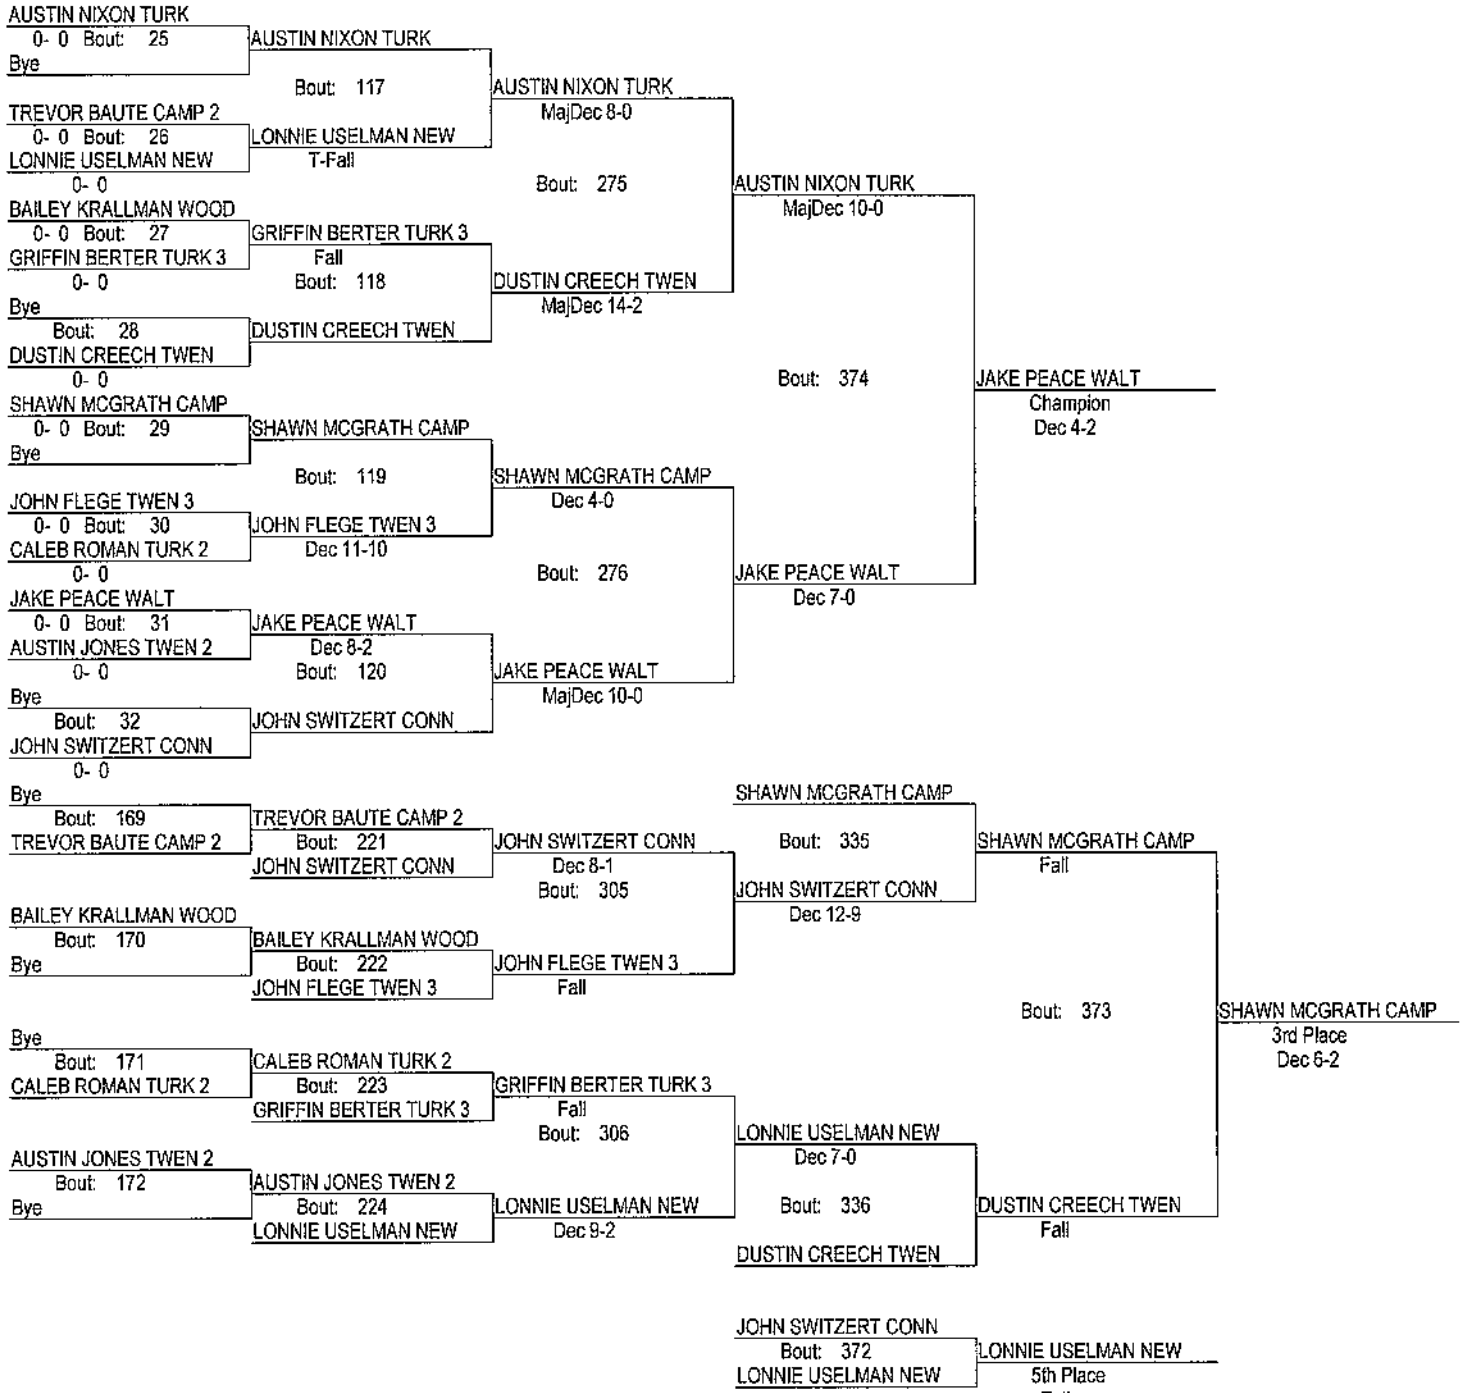 AUSTIN NIXON TURK
0- 0 Bout: 25
Bye
AUSTIN NIXON TURK
Bout: 117
TREVOR BAUTE CAMP 2
0- 0 Bout: 26
LONNIE USELMAN NEW
0- 0
LONNIE USELMAN NEW
T-Fall
AUSTIN NIXON TURK
MajDec 8-0
Bout: 275
BAILEY KRALLMAN WOOD
0- 0 Bout: 27
GRIFFIN BERTER TURK 3
0- 0
GRIFFIN BERTER TURK 3
Fall
Bout: 118
Bye
Bout: 28
DUSTIN CREECH TWEN
0- 0
DUSTIN CREECH TWEN
DUSTIN CREECH TWEN
MajDec 14-2
AUSTIN NIXON TURK
MajDec 10-0
Bout: 374
JAKE PEACE WALT
Champion
Dec 4-2
SHAWN MCGRATH CAMP
0- 0 Bout: 29
Bye
SHAWN MCGRATH CAMP
Bout: 119
JOHN FLEGE TWEN 3
0- 0 Bout: 30
CALEB ROMAN TURK 2
0- 0
JOHN FLEGE TWEN 3
Dec 11-10
SHAWN MCGRATH CAMP
Dec 4-0
Bout: 276
JAKE PEACE WALT
0- 0 Bout: 31
AUSTIN JONES TWEN 2
0- 0
JAKE PEACE WALT
Dec 8-2
Bout: 120
Bye
Bout: 32
JOHN SWITZERT CONN
0- 0
JOHN SWITZERT CONN
JAKE PEACE WALT
MajDec 10-0
JAKE PEACE WALT
Dec 7-0
Bye
Bout: 169
TREVOR BAUTE CAMP 2
TREVOR BAUTE CAMP 2
Bout: 221
JOHN SWITZERT CONN
JOHN SWITZERT CONN
Dec 8-1
Bout: 305
BAILEY KRALLMAN WOOD
Bout: 170
Bye
BAILEY KRALLMAN WOOD
Bout: 222
JOHN FLEGE TWEN 3
JOHN FLEGE TWEN 3
Fall
SHAWN MCGRATH CAMP
Bout: 335
JOHN SWITZERT CONN
Dec 12-9
SHAWN MCGRATH CAMP
Fall
Bout: 373
SHAWN MCGRATH CAMP
3rd Place
Dec 6-2
Bye
Bout: 171
CALEB ROMAN TURK 2
CALEB ROMAN TURK 2
Bout: 223
GRIFFIN BERTER TURK 3
GRIFFIN BERTER TURK 3
Fall
Bout: 306
AUSTIN JONES TWEN 2
Bout: 172
Bye
AUSTIN JONES TWEN 2
Bout: 224
LONNIE USELMAN NEW
LONNIE USELMAN NEW
Dec 9-2
LONNIE USELMAN NEW
Dec 7-0
Bout: 336
DUSTIN CREECH TWEN
DUSTIN CREECH TWEN
Fall
JOHN SWITZERT CONN
Bout: 372
LONNIE USELMAN NEW
LONNIE USELMAN NEW
5th Place